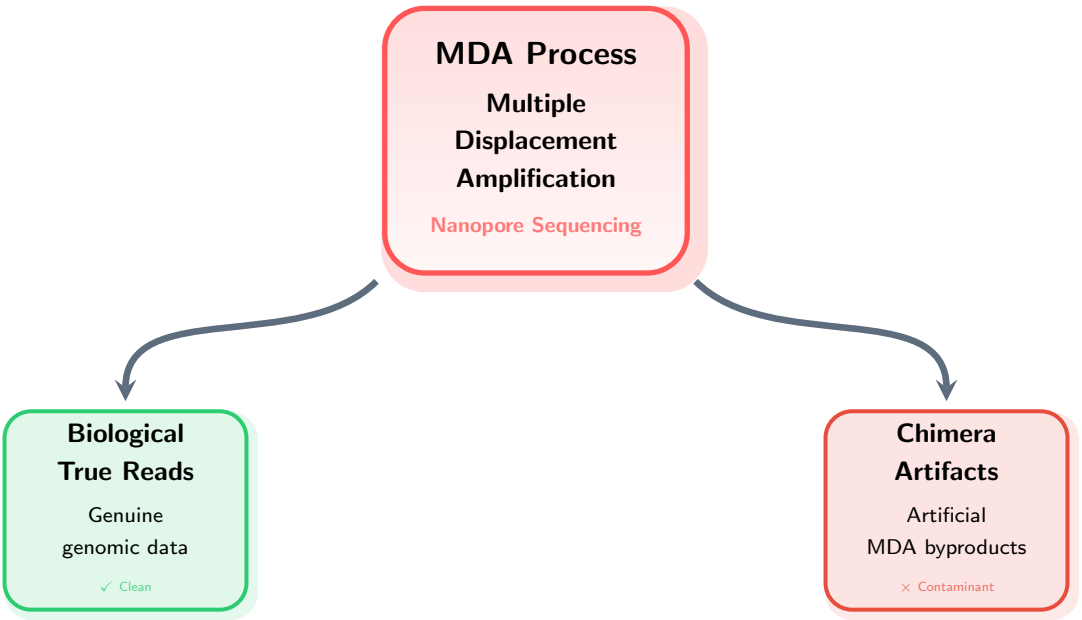 MDA Process
Multiple
Displacement
Amplification
Nanopore Sequencing
Biological
True Reads
Genuine
genomic data
✓ Clean
Chimera
Artifacts
Artificial
MDA byproducts
× Contaminant